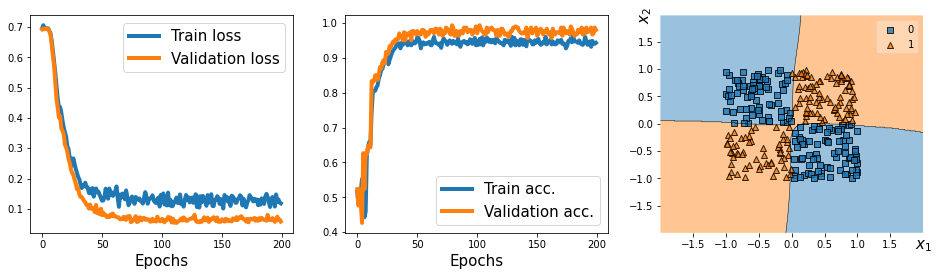 0.7
0.6
0.5
0.4
0.3
0.2
0.1
0 50 100 150 200
Epochs
Train loss
Validation loss
1.0
0.9
0.8
0.7
0.6
0.5
0.4
0 50 100 150 200
Epochs
Train acc.
Validation acc.
x₂
1.5
1.0
0.5
0.0
−0.5
−1.0
−1.5
−1.5 −1.0 −0.5 0.0 0.5 1.0 1.5
x₁
0
1